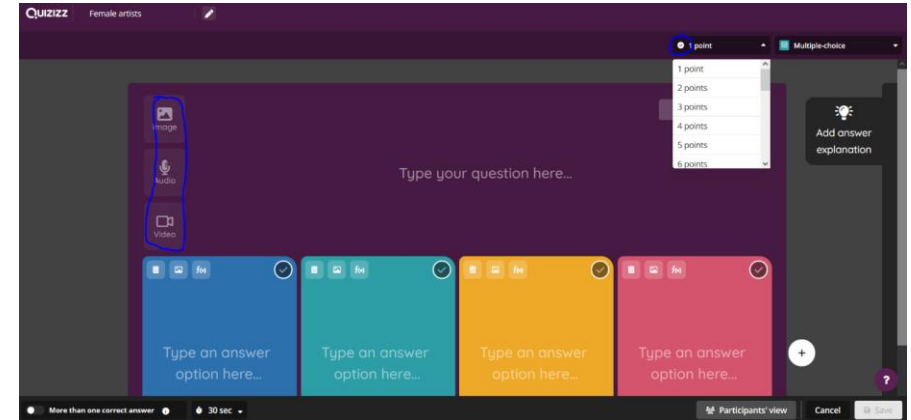 QUIZIZZ Female artists
1 point Multiple-choice
1 point
2 points
3 points
4 points
5 points
6 points
Image
Audio
Video
Type your question here...
Add answer
explanation
f(x) f(x) f(x) f(x)
Type an answer
option here...
Type an answer
option here...
Type an answer
option here...
Type an answer
option here...
+
?
More than one correct answer 30 sec Participants' view Cancel Save